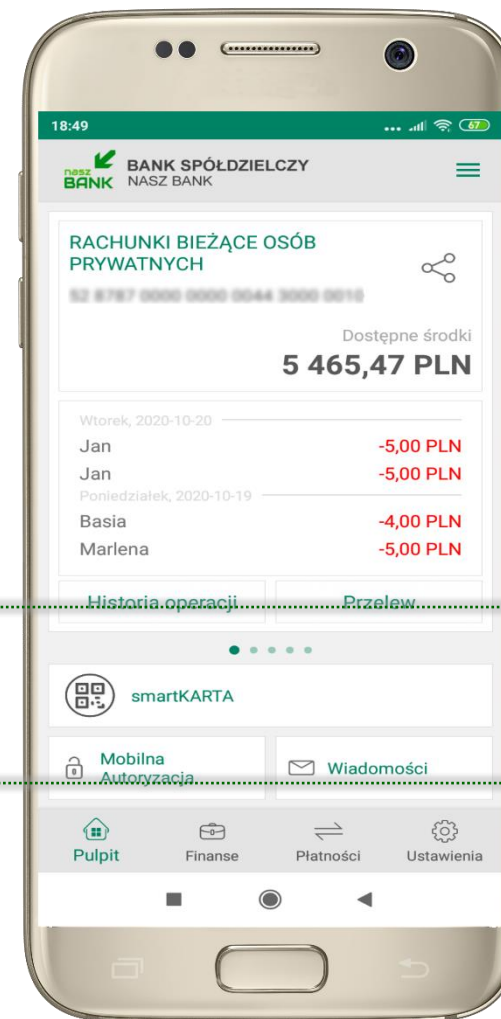 18:49
67
nasz
BANK
BANK SPÓŁDZIELCZY
NASZ BANK
RACHUNKI BIEŻĄCE OSÓB
PRYWATNYCH
Dostępne środki
5 465,47 PLN
Wtorek, 2020-10-20
Jan -5,00 PLN
Jan -5,00 PLN
Poniedziałek, 2020-10-19
Basia -4,00 PLN
Marlena -5,00 PLN
Historia operacji Przelew
smartKARTA
Mobilna
Autoryzacja
Wiadomości
Pulpit Finanse Płatności Ustawienia